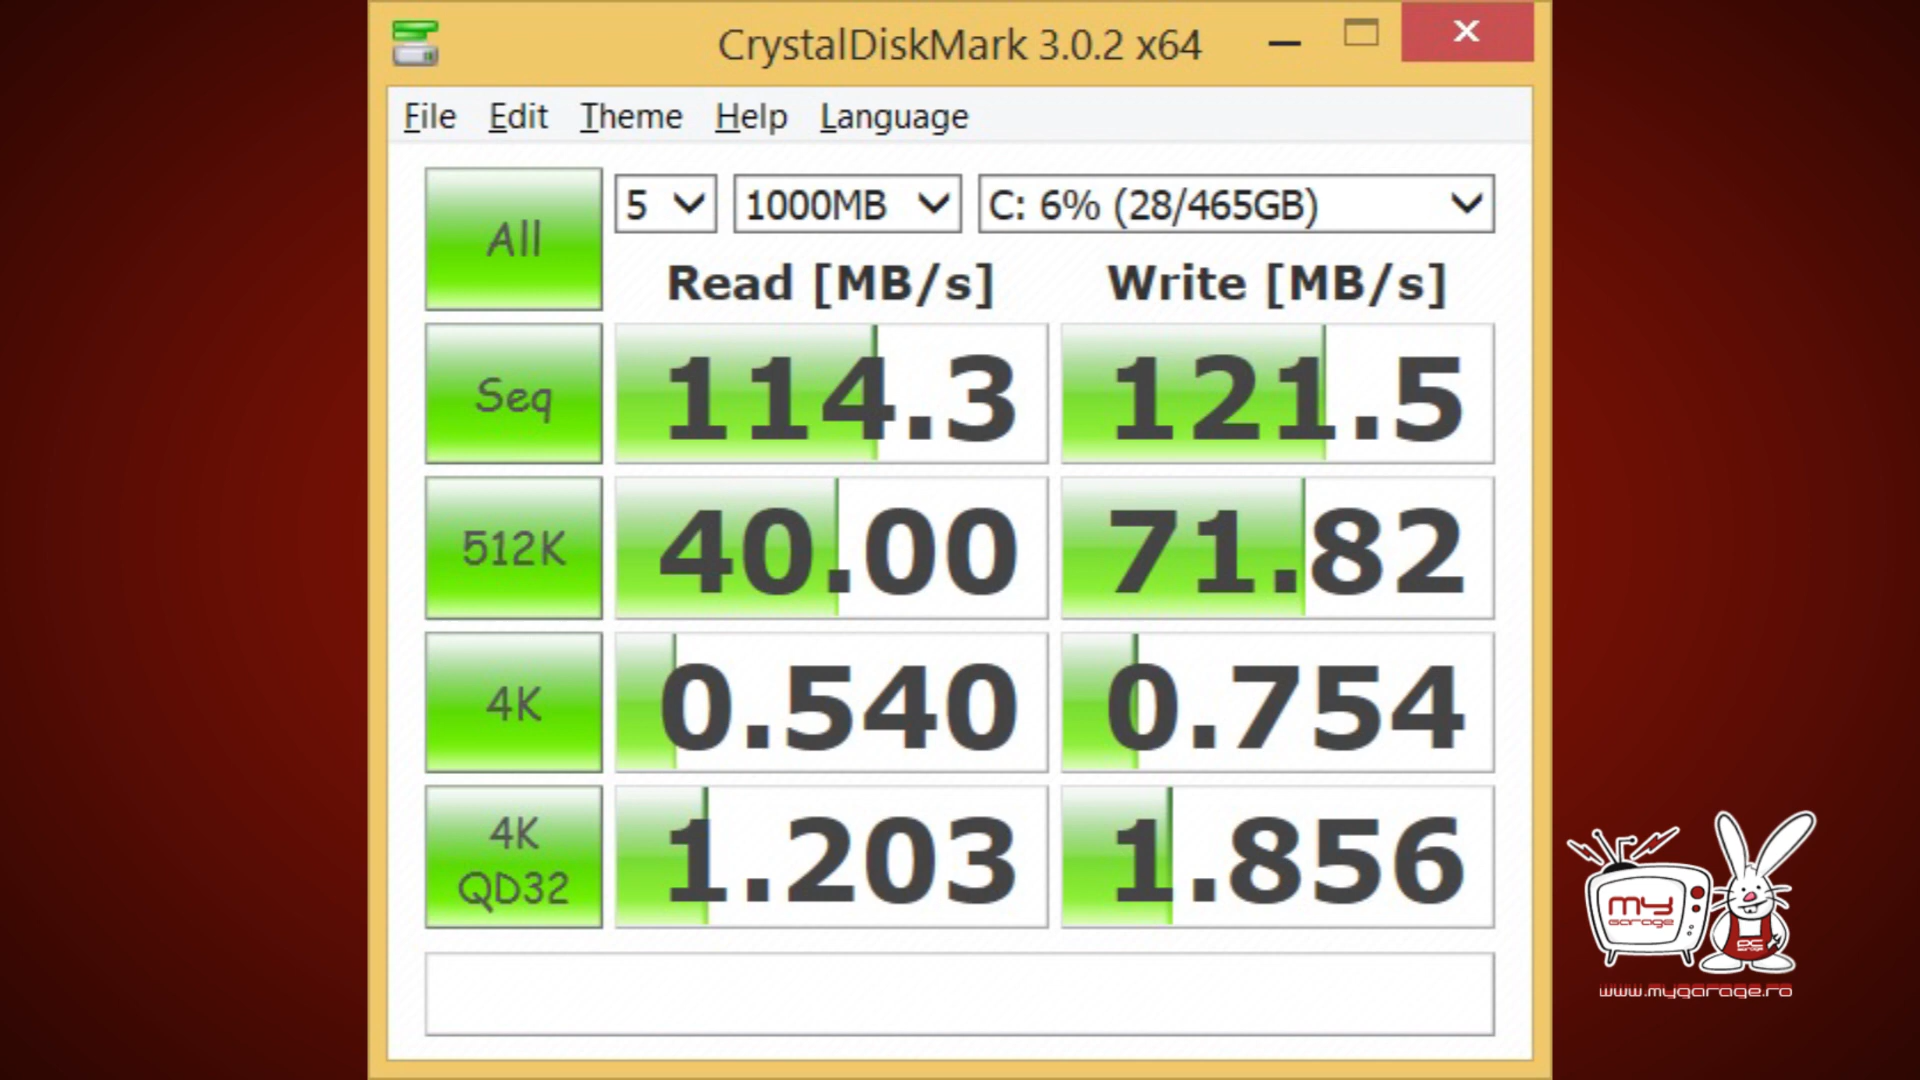 CrystalDiskMark 3.0.2 x64
File Edit Theme Help Language
All 5 1000MB C: 6% (28/465GB)
Read [MB/s] Write [MB/s]
Seq 114.3 121.5
512K 40.00 71.82
4K 0.540 0.754
4K QD32 1.203 1.856
my
garage
PC
www.mygarage.ro